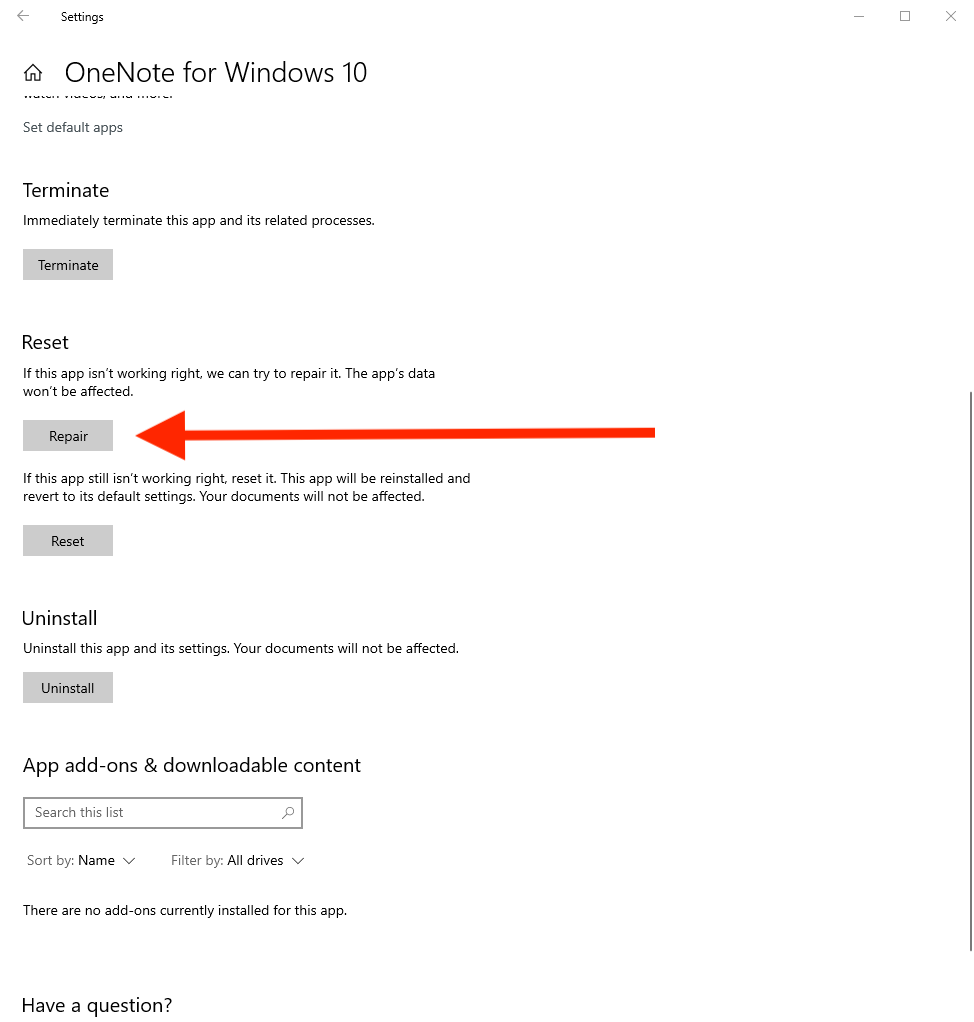 Settings
OneNote for Windows 10
watch videos, and more.
Set default apps
Terminate
Immediately terminate this app and its related processes.
Terminate
Reset
If this app isn’t working right, we can try to repair it. The app’s data
won’t be affected.
Repair
If this app still isn’t working right, reset it. This app will be reinstalled and
revert to its default settings. Your documents will not be affected.
Reset
Uninstall
Uninstall this app and its settings. Your documents will not be affected.
Uninstall
App add-ons & downloadable content
Search this list
Sort by: Name Filter by: All drives
There are no add-ons currently installed for this app.
Have a question?